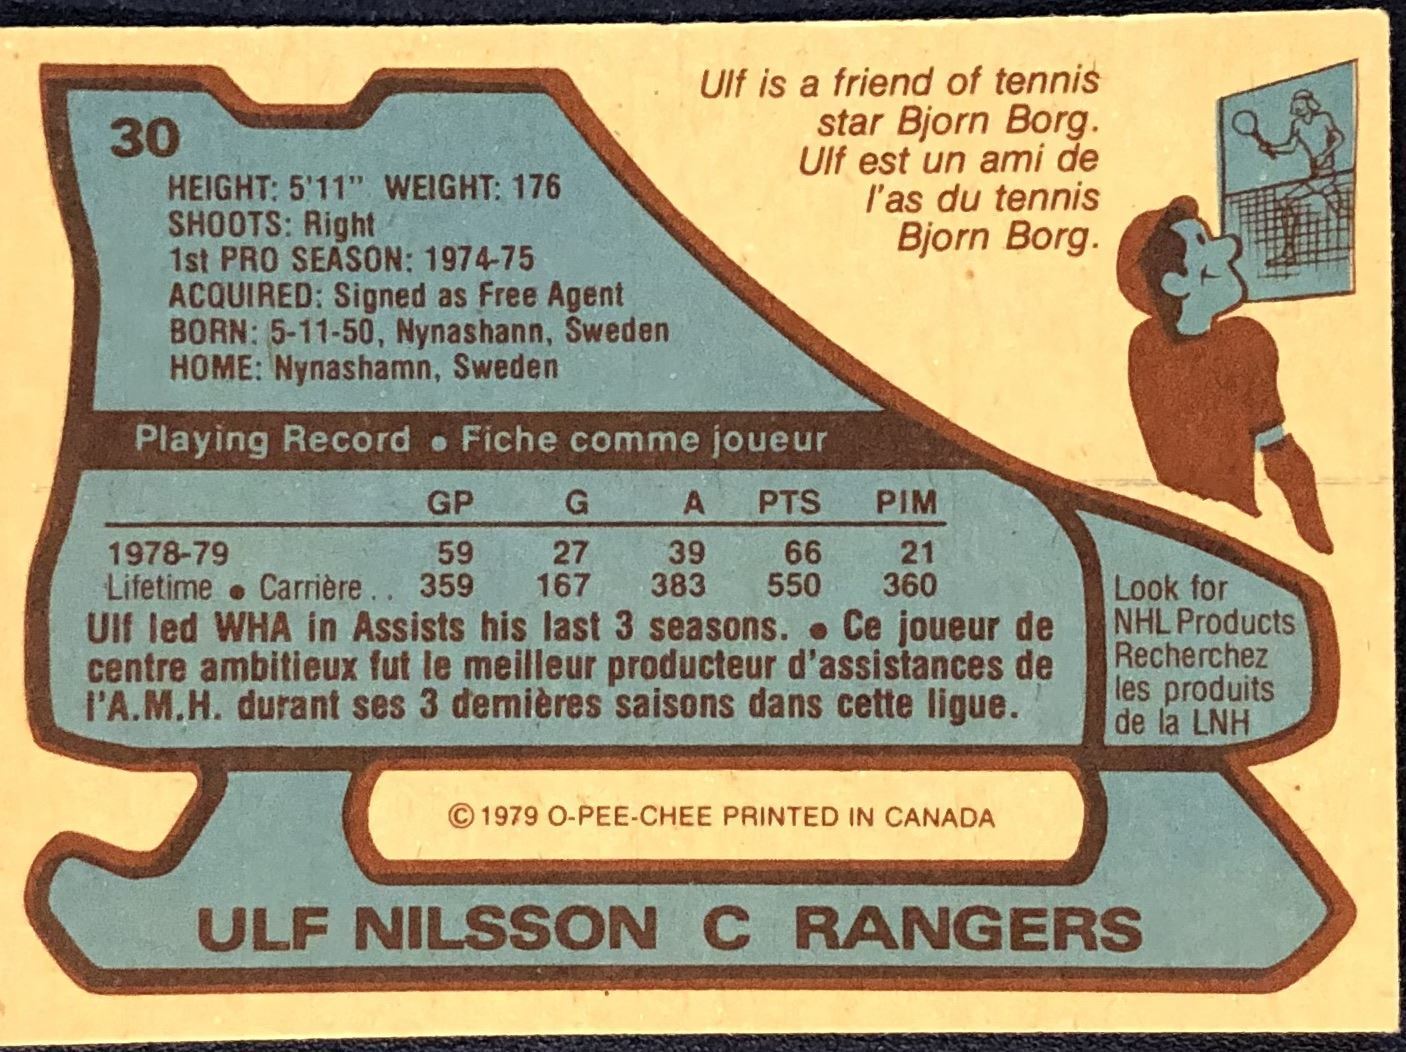 30
HEIGHT: 5'11" WEIGHT: 176
SHOOTS: Right
1st PRO SEASON: 1974-75
ACQUIRED: Signed as Free Agent
BORN: 5-11-50, Nynashann, Sweden
HOME: Nynashamn, Sweden
Ulf is a friend of tennis
star Bjorn Borg.
Ulf est un ami de
l'as du tennis
Bjorn Borg.
Playing Record • Fiche comme joueur
GP G A PTS PIM
1978-79 59 27 39 66 21
Lifetime • Carrière . . 359 167 383 550 360
Ulf led WHA in Assists his last 3 seasons. • Ce joueur de
centre ambitieux fut le meilleur producteur d'assistances de
l'A.M.H. durant ses 3 dernières saisons dans cette ligue.
Look for
NHL Products
Recherchez
les produits
de la LNH
© 1979 O-PEE-CHEE PRINTED IN CANADA
ULF NILSSON C RANGERS